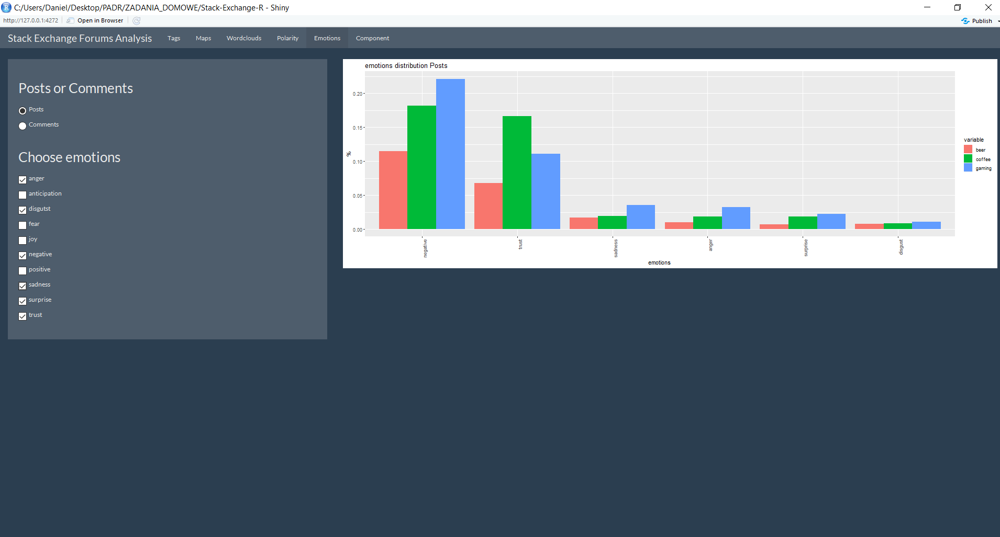 C:/Users/Daniel/Desktop/PADR/ZADANIA_DOMOWE/Stack-Exchange-R - Shiny
http://127.0.0.1:4272 Open in Browser Publish
Stack Exchange Forums Analysis Tags Maps Wordclouds Polarity Emotions Component
Posts or Comments
Posts
Comments
Choose emotions
anger
anticipation
disgutst
fear
joy
negative
positive
sadness
surprise
trust
emotions distribution Posts
%
0.20
0.15
0.10
0.05
0.00
negative
trust
sadness
anger
surprise
disgust
emotions
variable
beer
coffee
gaming